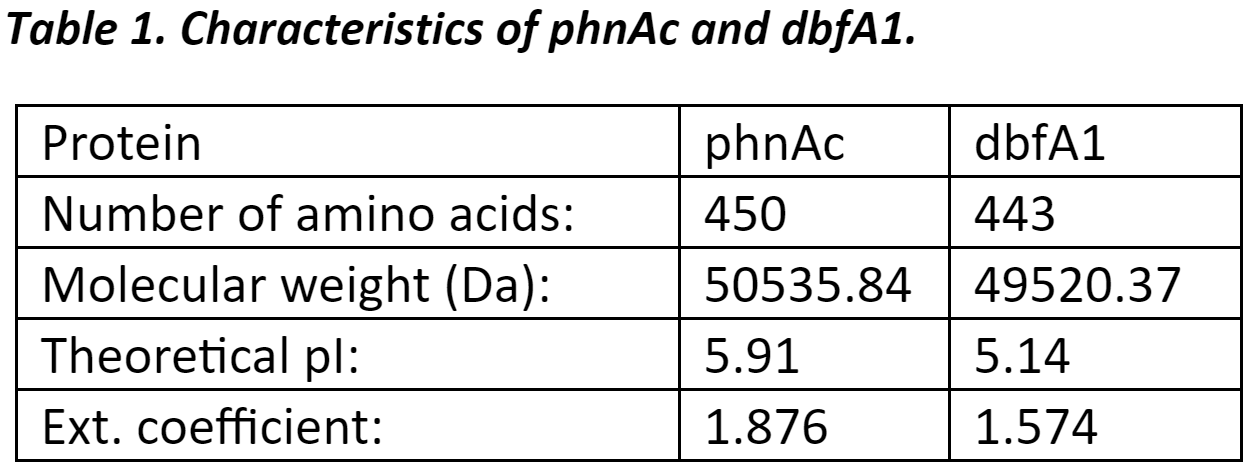 Table 1. Characteristics of phnAc and dbfA1.
Protein phnAc dbfA1
Number of amino acids: 450 443
Molecular weight (Da): 50535.84 49520.37
Theoretical pI: 5.91 5.14
Ext. coefficient: 1.876 1.574